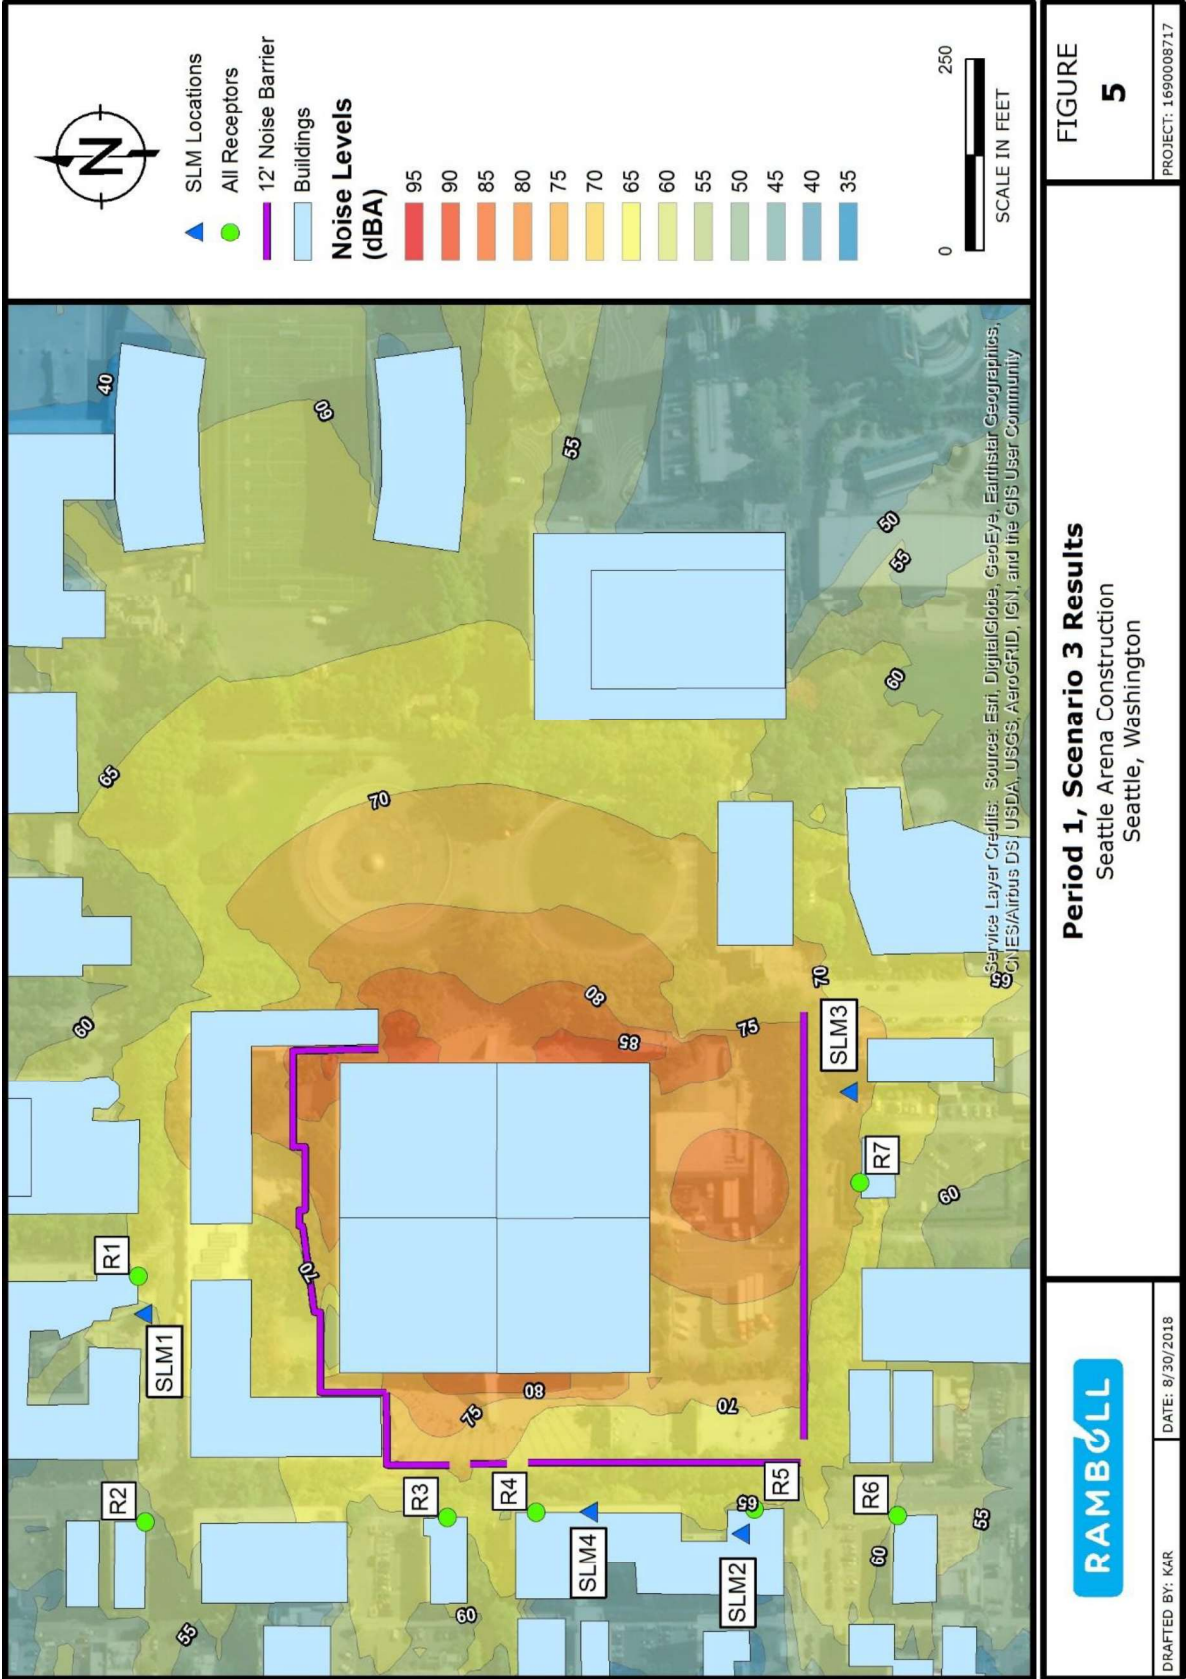 N
SLM Locations
All Receptors
12' Noise Barrier
Buildings
Noise Levels
(dBA)
95
90
85
80
75
70
65
60
55
50
45
40
35
0
250
SCALE IN FEET
40
60
55
50
55
60
65
70
60
80
85
75
70
65
SLM3
R7
60
R1
SLM1
70
80
75
70
R2
R3
R4
R5
65
R6
SLM4
SLM2
60
55
60
55
Service Layer Credits: Source: Esri, DigitalGlobe, GeoEye, Earthstar Geographics,
CNES/Airbus DS, USDA, USGS, AeroGRID, IGN, and the GIS User Community
RAMBOLL
DRAFTED BY: KAR
DATE: 8/30/2018
Period 1, Scenario 3 Results
Seattle Arena Construction
Seattle, Washington
FIGURE
5
PROJECT: 1690008717